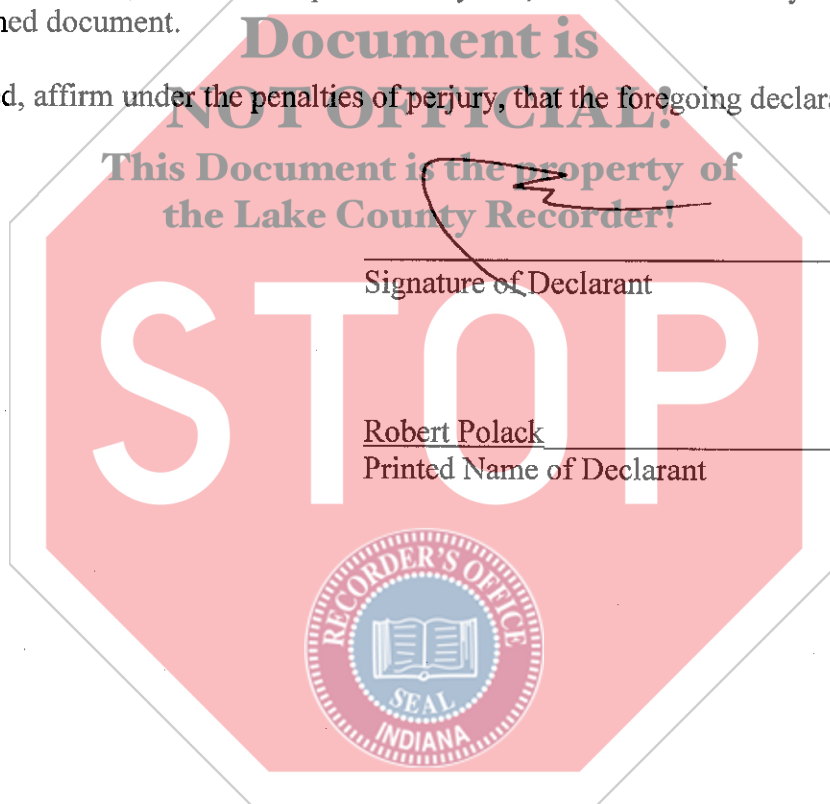 ned document.
Document is
d, affirm under the penalties of perjury, that the foregoing declar
NOT OFFICIAL!
This Document is the property of
the Lake County Recorder!
Signature of Declarant
STOP
Robert Polack
Printed Name of Declarant
RECORDER'S OFFICE
SEAL
INDIANA